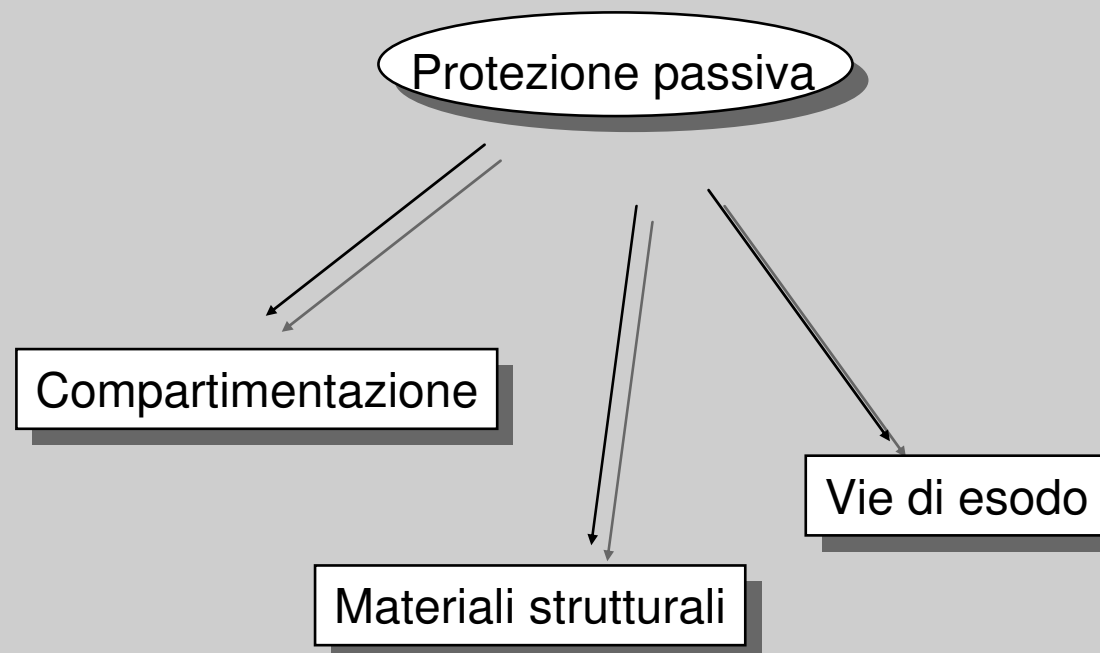 Protezione passiva
Compartimentazione
Vie di esodo
Materiali strutturali